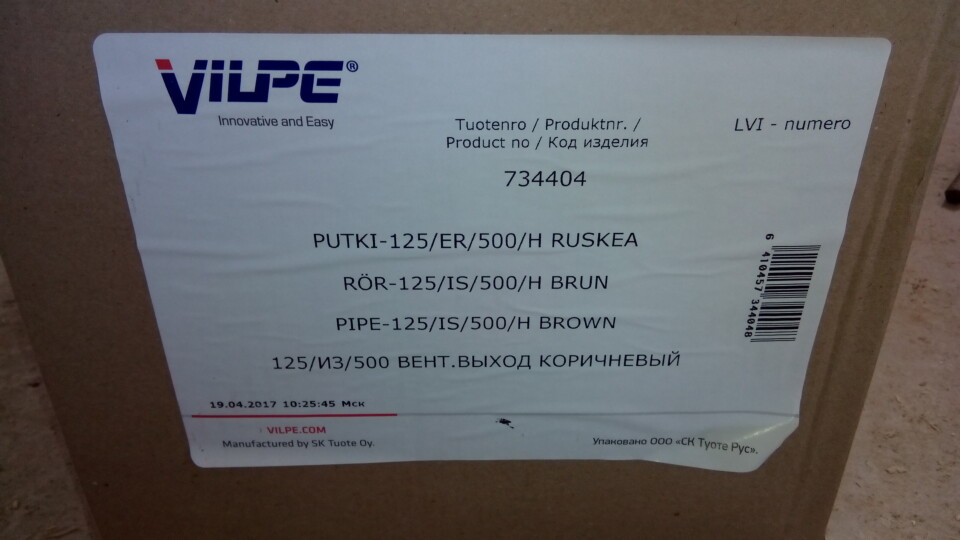 VILPE®
Innovative and Easy
Tuotenro / Produktnr. /
Product no / Код изделия
LVI - numero
734404
PUTKI-125/ER/500/H RUSKEA
RÖR-125/IS/500/H BRUN
PIPE-125/IS/500/H BROWN
125/ИЗ/500 ВЕНТ.ВЫХОД КОРИЧНЕВЫЙ
6 410457 344048
19.04.2017 10:25:45 Мск
VILPE.COM
Manufactured by SK Tuote Oy.
Упаковано ООО «СК Туоте Рус».